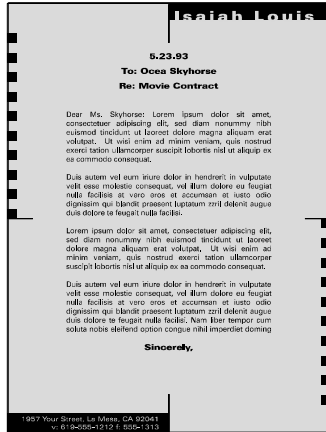 Isaiah Louis
5.23.93
To: Ocea Skyhorse
Re: Movie Contract
Dear Ms. Skyhorse: Lorem ipsum dolor sit amet,
consectetuer adipiscing elit, sed diam nonummy nibh
euismod tincidunt ut laoreet dolore magna aliquam erat
volutpat. Ut wisi enim ad minim veniam, quis nostrud
exerci tation ullamcorper suscipit lobortis nisl ut aliquip ex
ea commodo consequat.
Duis autem vel eum iriure dolor in hendrerit in vulputate
velit esse molestie consequat, vel illum dolore eu feugiat
nulla facilisis at vero eros et accumsan et iusto odio
dignissim qui blandit praesent luptatum zzril delenit augue
duis dolore te feugait nulla facilisi.
Lorem ipsum dolor sit amet, consectetuer adipiscing elit,
sed diam nonummy nibh euismod tincidunt ut laoreet
dolore magna aliquam erat volutpat, Ut wisi enim ad
minim veniam, quis nostrud exerci tation ullamcorper
suscipit lobortis nisl ut aliquip ex ea commodo consequat.
Duis autem vel eum iriure dolor in hendrerit in vulputate
velit esse molestie consequat, vel illum dolore eu feugiat
nulla facilisis at vero eros et accumsan et iusto odio
dignissim qui blandit praesent luptatum zzril delenit augue
duis dolore te feugait nulla facilisi. Nam liber tempor cum
soluta nobis eleifend option congue nihil imperdiet doming
Sincerely,
1957 Your Street, La Mesa, CA 92041
v: 619-555-1212 f: 555-1313